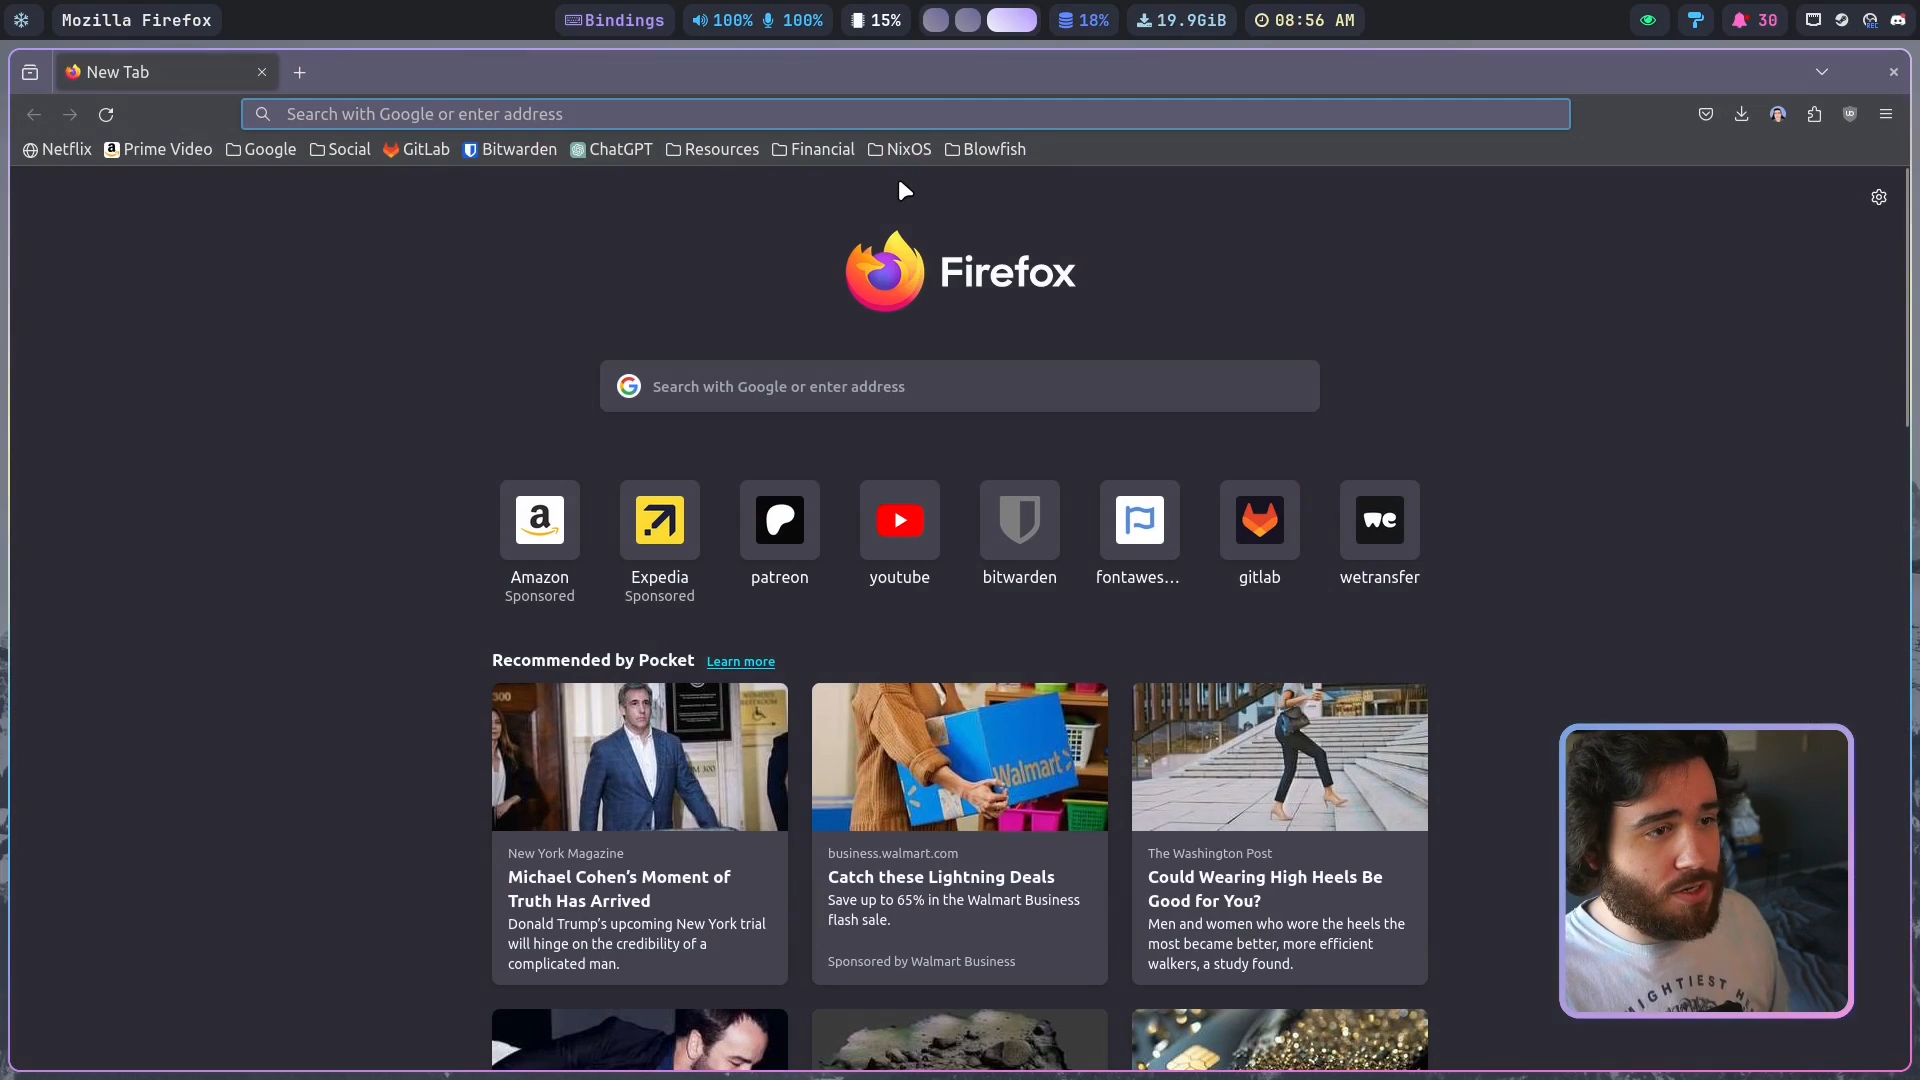 Mozilla Firefox
Bindings
100% 100%
15%
18%
19.9GiB
08:56 AM
30
New Tab
Search with Google or enter address
Netflix Prime Video Google Social GitLab Bitwarden ChatGPT Resources Financial NixOS Blowfish
Firefox
Search with Google or enter address
Amazon
Sponsored
Expedia
Sponsored
patreon
youtube
bitwarden
fontawes…
gitlab
wetransfer
Recommended by Pocket Learn more
New York Magazine
Michael Cohen's Moment of
Truth Has Arrived
Donald Trump's upcoming New York trial
will hinge on the credibility of a
complicated man.
Walmart
business.walmart.com
Catch these Lightning Deals
Save up to 65% in the Walmart Business
flash sale.
Sponsored by Walmart Business
The Washington Post
Could Wearing High Heels Be
Good for You?
Men and women who wore the heels the
most became better, more efficient
walkers, a study found.